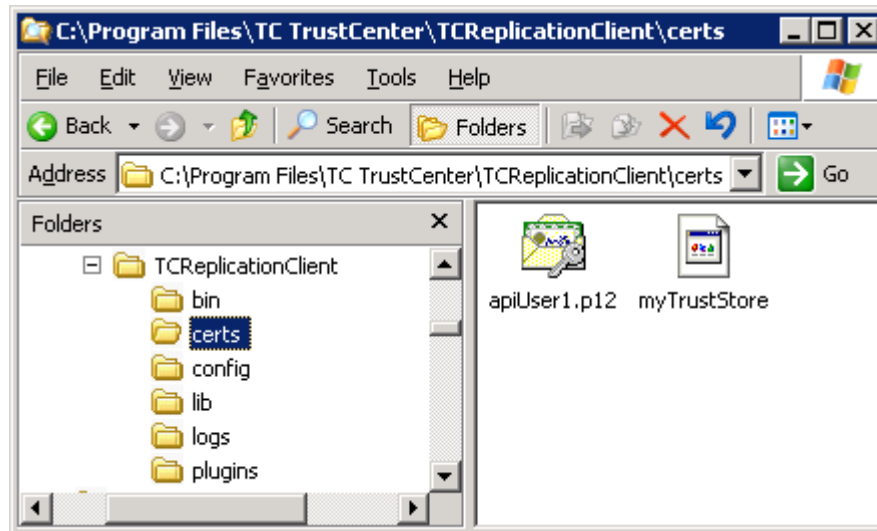 C:\Program Files\TC TrustCenter\TCReplicationClient\certs
File Edit View Favorites Tools Help
Back Search Folders
Address C:\Program Files\TC TrustCenter\TCReplicationClient\certs Go
Folders
TCReplicationClient
bin
certs
config
lib
logs
plugins
apiUser1.p12 myTrustStore